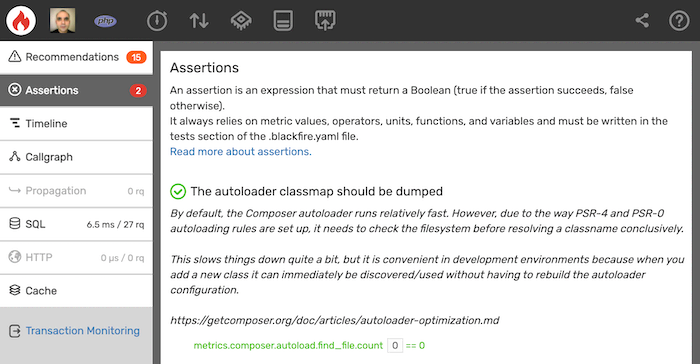 php
Recommendations 15
Assertions 2
Timeline
Callgraph
Propagation 0 rq
SQL 6.5 ms / 27 rq
HTTP 0 µs / 0 rq
Cache
Transaction Monitoring
Assertions
An assertion is an expression that must return a Boolean (true if the assertion succeeds, false
otherwise).
It always relies on metric values, operators, units, functions, and variables and must be written in the
tests section of the .blackfire.yaml file.
Read more about assertions.
The autoloader classmap should be dumped
By default, the Composer autoloader runs relatively fast. However, due to the way PSR-4 and PSR-0
autoloading rules are set up, it needs to check the filesystem before resolving a classname conclusively.
This slows things down quite a bit, but it is convenient in development environments because when you
add a new class it can immediately be discovered/used without having to rebuild the autoloader
configuration.
https://getcomposer.org/doc/articles/autoloader-optimization.md
metrics.composer.autoload.find_file.count 0 == 0